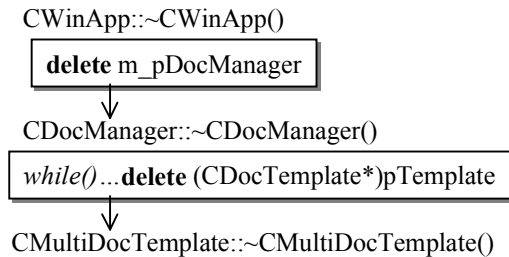 CWinApp::~CWinApp()
delete m_pDocManager
CDocManager::~CDocManager()
while()...delete (CDocTemplate*)pTemplate
CMultiDocTemplate::~CMultiDocTemplate()